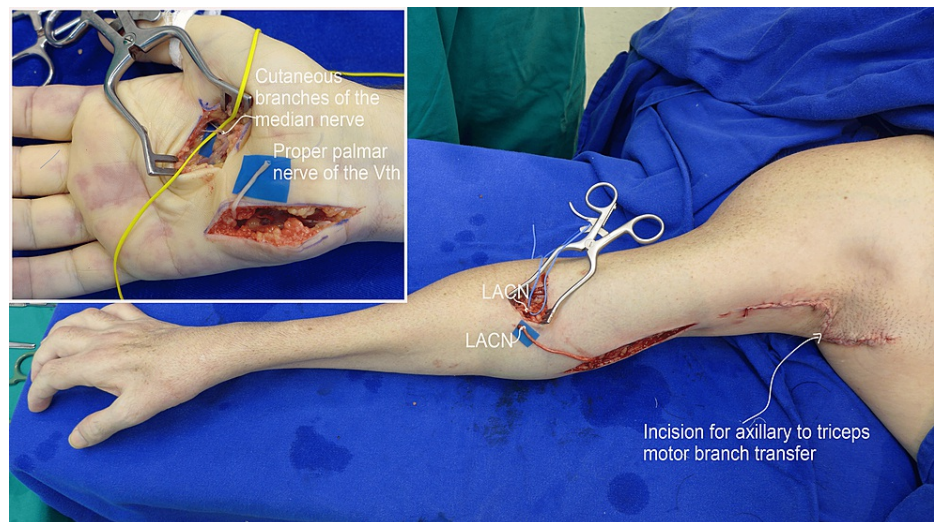 Cutaneous
branches of the
median nerve
Proper palmar
nerve of the Vth
LACN
LACN
Incision for axillary to triceps
motor branch transfer